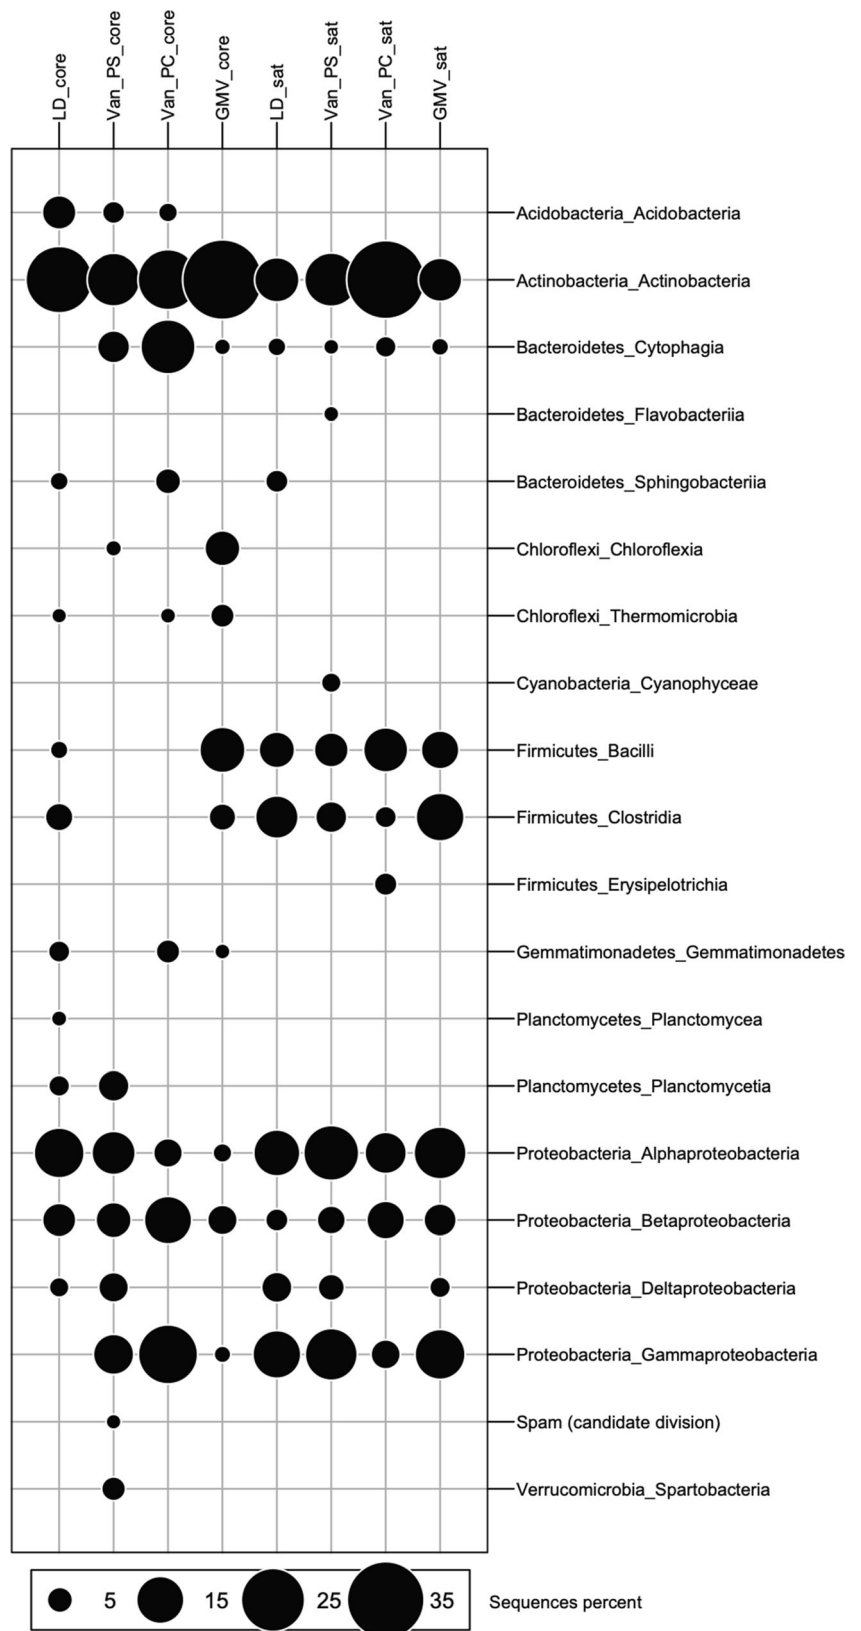 LD_core
Van_PS_core
Van_PC_core
GMV_core
LD_sat
Van_PS_sat
Van_PC_sat
GMV_sat
Acidobacteria_Acidobacteria
Actinobacteria_Actinobacteria
Bacteroidetes_Cytophagia
Bacteroidetes_Flavobacteriia
Bacteroidetes_Sphingobacteriia
Chloroflexi_Chloroflexia
Chloroflexi_Thermomicrobia
Cyanobacteria_Cyanophyceae
Firmicutes_Bacilli
Firmicutes_Clostridia
Firmicutes_Erysipelotrichia
Gemmatimonadetes_Gemmatimonadetes
Planctomycetes_Planctomycea
Planctomycetes_Planctomycetia
Proteobacteria_Alphaproteobacteria
Proteobacteria_Betaproteobacteria
Proteobacteria_Deltaproteobacteria
Proteobacteria_Gammaproteobacteria
Spam (candidate division)
Verrucomicrobia_Spartobacteria
5 15 25 35 Sequences percent